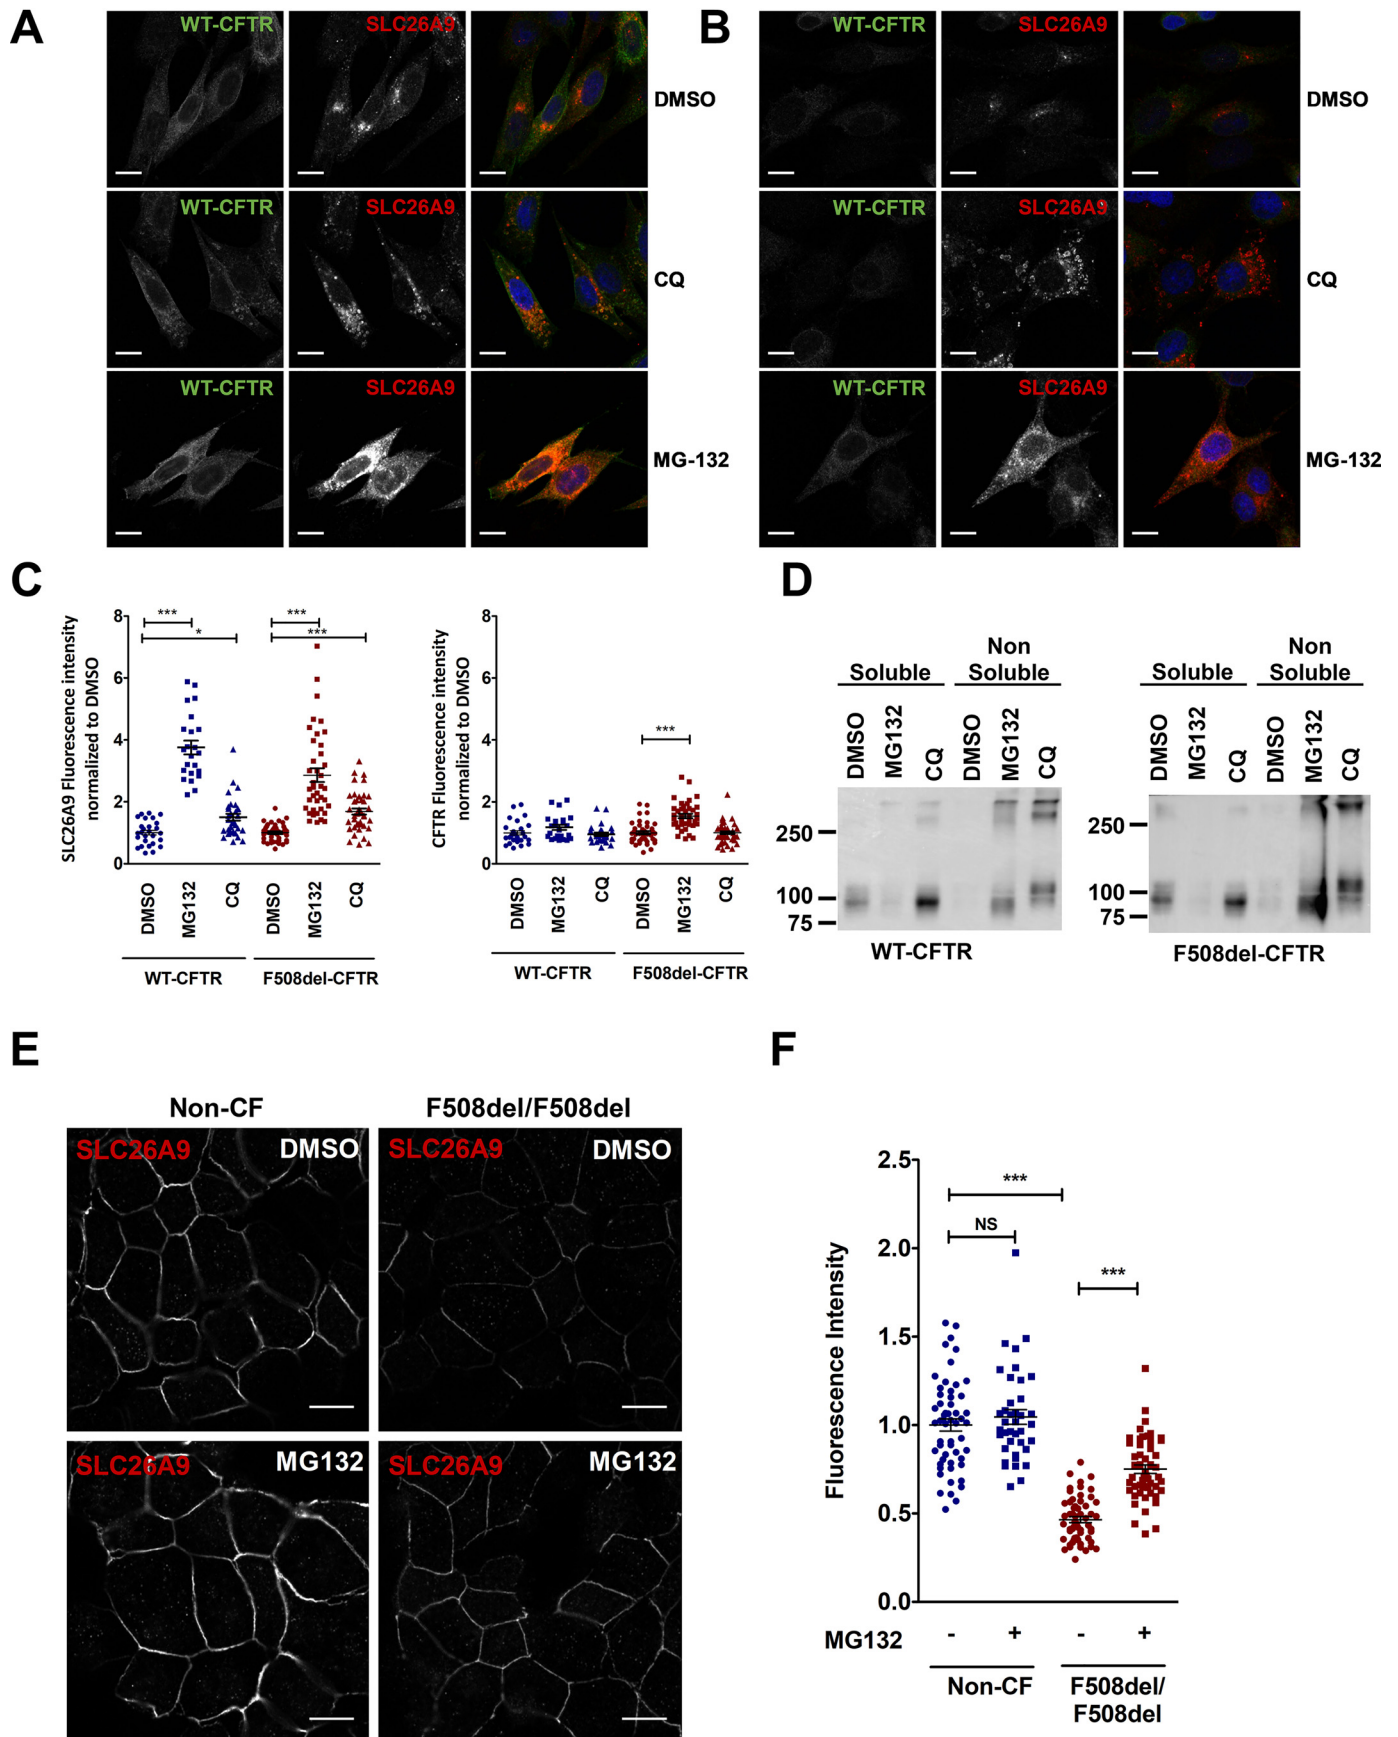 A
WT-CFTR SLC26A9
DMSO
WT-CFTR SLC26A9
CQ
WT-CFTR SLC26A9
MG-132
B
WT-CFTR SLC26A9
DMSO
WT-CFTR SLC26A9
CQ
WT-CFTR SLC26A9
MG-132
C
SLC26A9 Fluorescence intensity
normalized to DMSO
8
6
4
2
0
***
*
***
***
DMSO MG132 CQ DMSO MG132 CQ
WT-CFTR F508del-CFTR
CFTR Fluorescence intensity
normalized to DMSO
8
6
4
2
0
***
DMSO MG132 CQ DMSO MG132 CQ
WT-CFTR F508del-CFTR
D
Non
Soluble Soluble
DMSO MG132 CQ DMSO MG132 CQ
250
100
75
WT-CFTR
Non
Soluble Soluble
DMSO MG132 CQ DMSO MG132 CQ
250
100
75
F508del-CFTR
E
Non-CF F508del/F508del
SLC26A9 DMSO SLC26A9 DMSO
SLC26A9 MG132 SLC26A9 MG132
F
Fluorescence Intensity
2.5
2.0
1.5
1.0
0.5
0.0
***
NS
***
MG132 - + - +
Non-CF F508del/
F508del